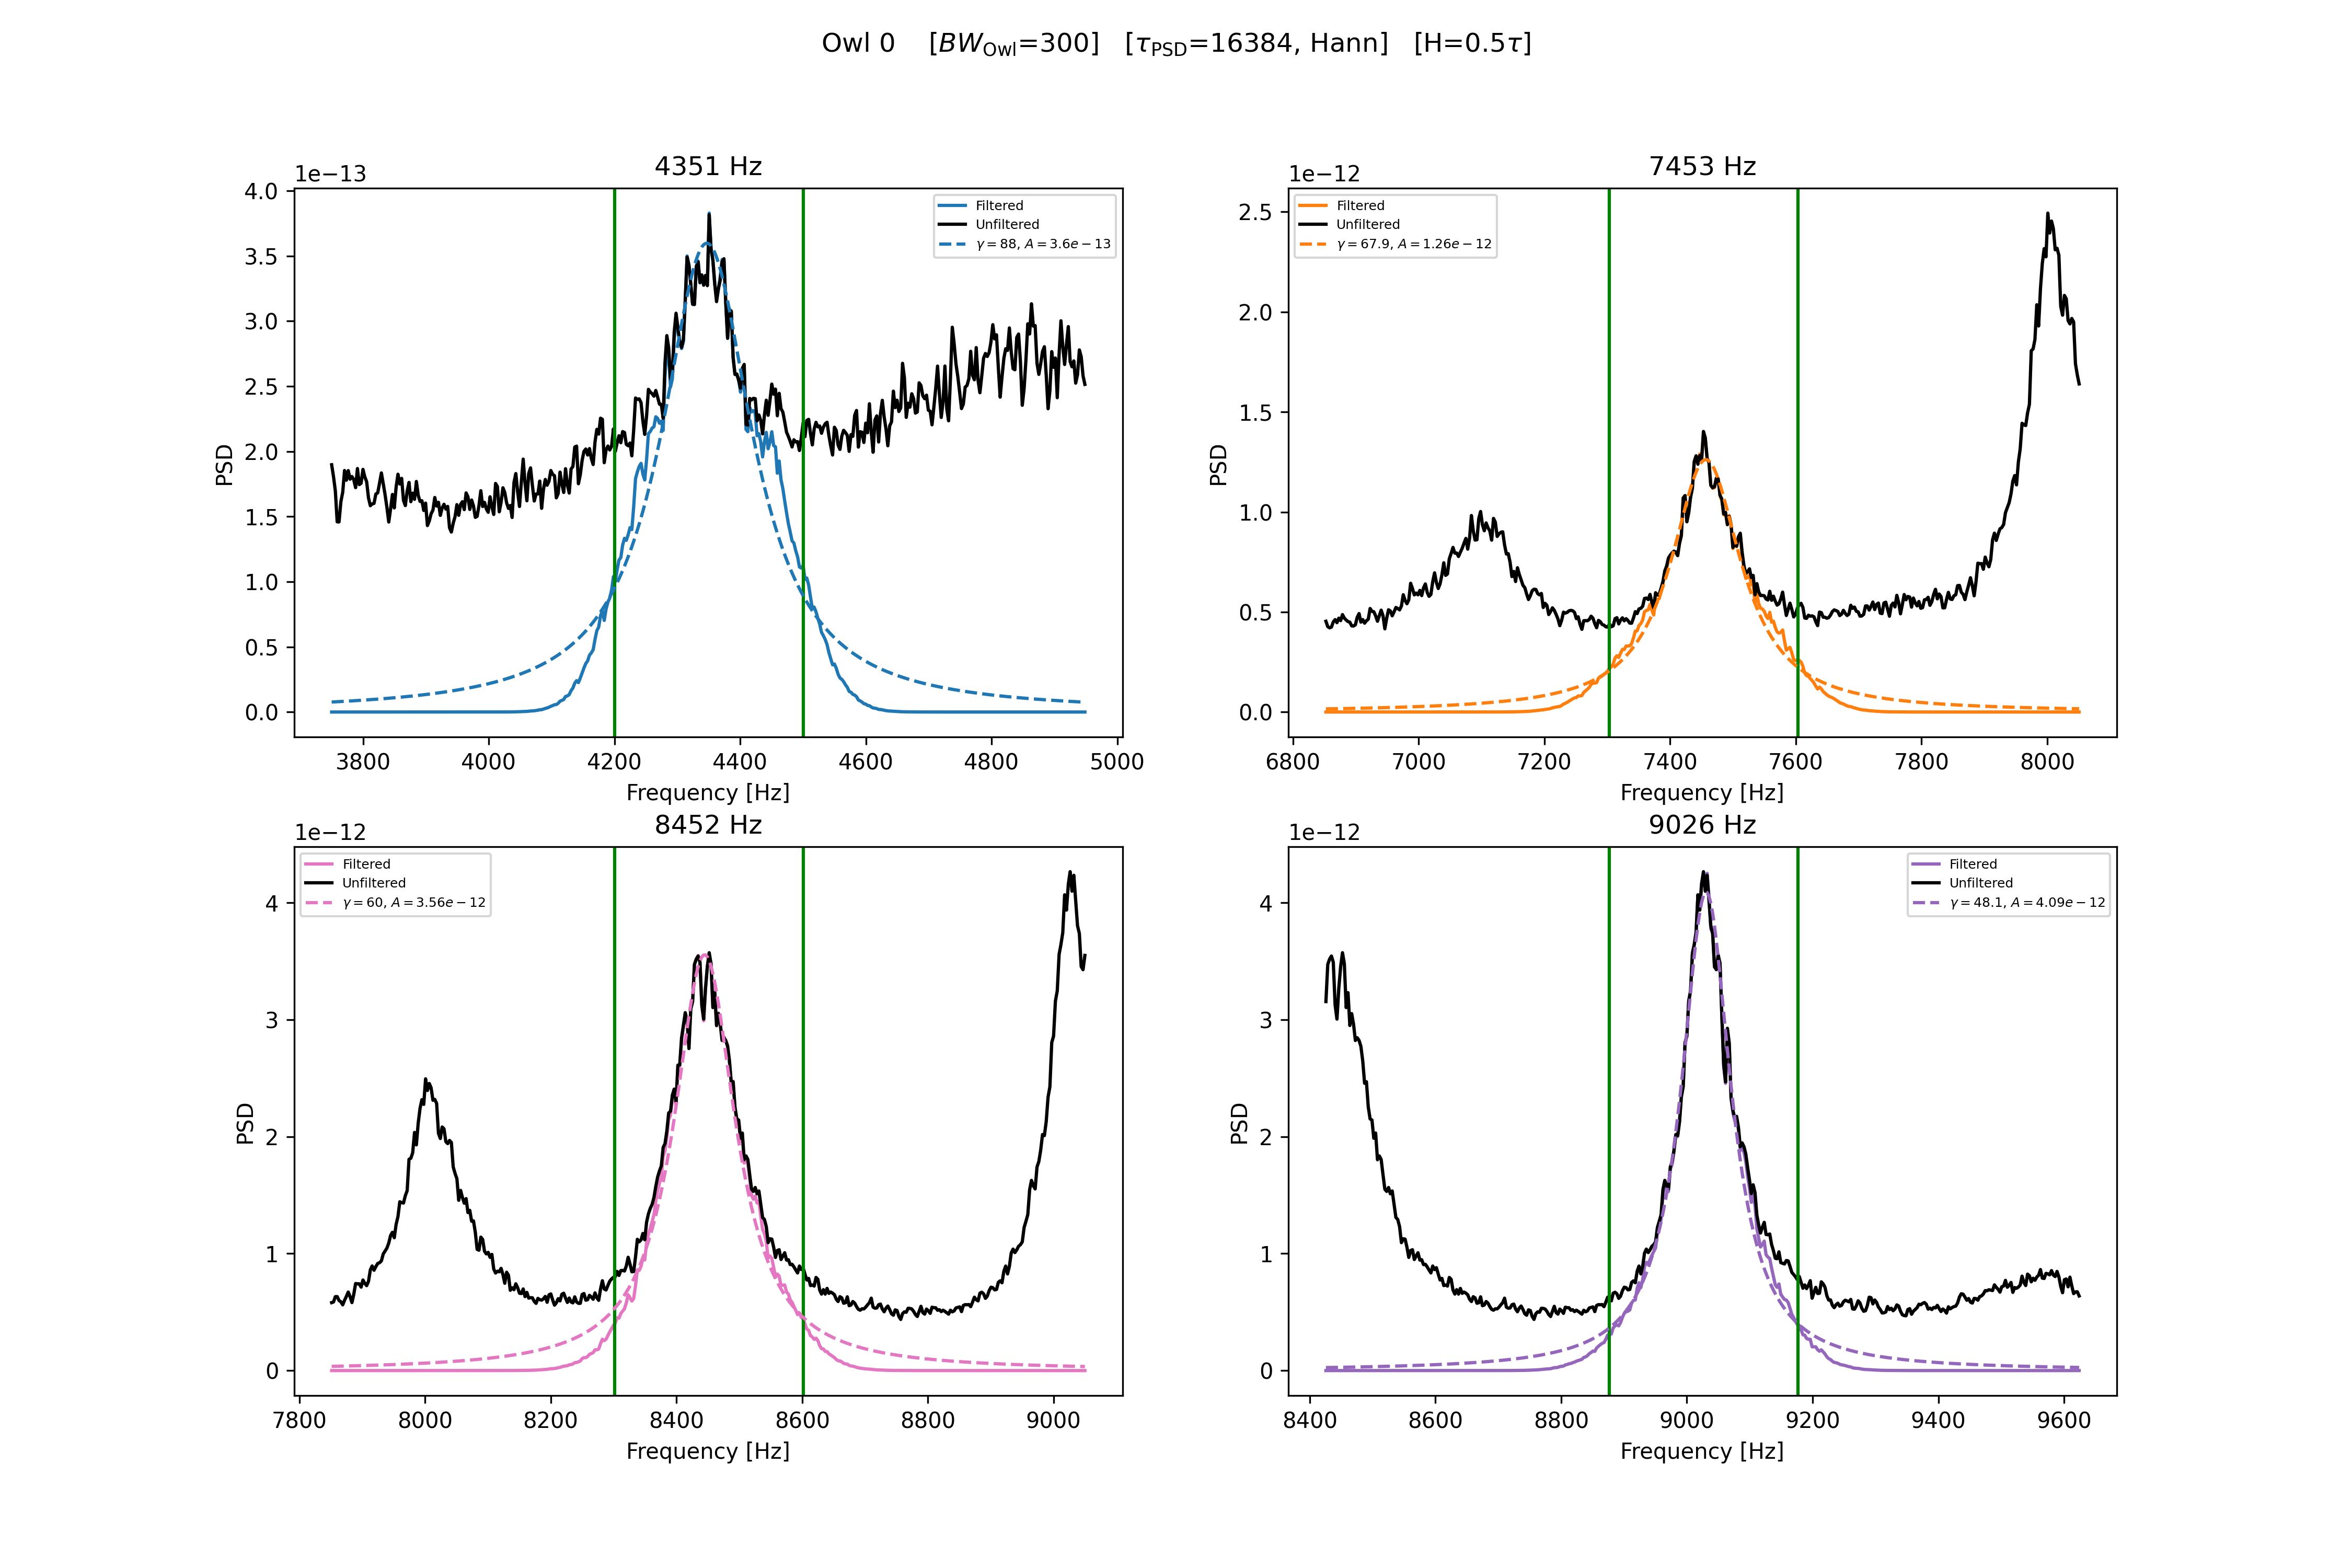 Owl 0 [BW_Owl=300] [τ_PSD=16384, Hann] [H=0.5τ]
4351 Hz
1e−13
PSD
4.0
3.5
3.0
2.5
2.0
1.5
1.0
0.5
0.0
Filtered
Unfiltered
γ = 88, A = 3.6e − 13
3800 4000 4200 4400 4600 4800 5000
Frequency [Hz]
7453 Hz
1e−12
PSD
2.5
2.0
1.5
1.0
0.5
0.0
Filtered
Unfiltered
γ = 67.9, A = 1.26e − 12
6800 7000 7200 7400 7600 7800 8000
Frequency [Hz]
8452 Hz
1e−12
PSD
4
3
2
1
0
Filtered
Unfiltered
γ = 60, A = 3.56e − 12
7800 8000 8200 8400 8600 8800 9000
Frequency [Hz]
9026 Hz
1e−12
PSD
4
3
2
1
0
Filtered
Unfiltered
γ = 48.1, A = 4.09e − 12
8400 8600 8800 9000 9200 9400 9600
Frequency [Hz]